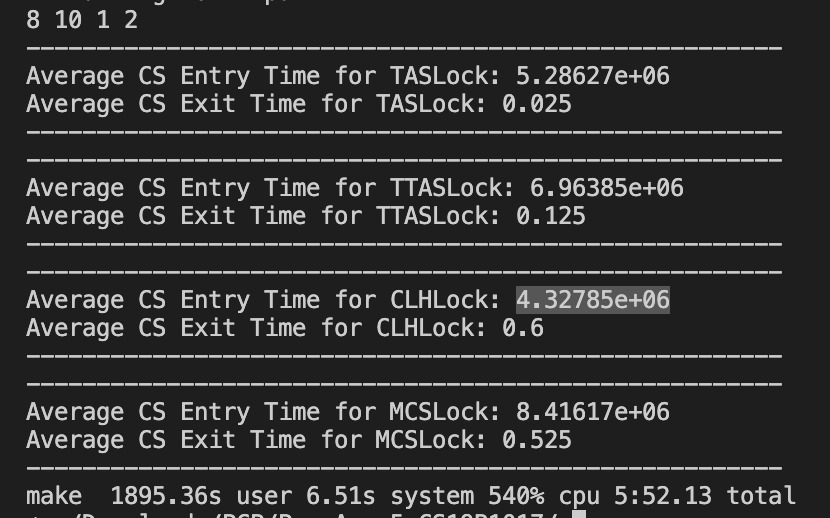 8 10 1 2
------------------------------------------------------
Average CS Entry Time for TASLock: 5.28627e+06
Average CS Exit Time for TASLock: 0.025
------------------------------------------------------
------------------------------------------------------
Average CS Entry Time for TTASLock: 6.96385e+06
Average CS Exit Time for TTASLock: 0.125
------------------------------------------------------
------------------------------------------------------
Average CS Entry Time for CLHLock: 4.32785e+06
Average CS Exit Time for CLHLock: 0.6
------------------------------------------------------
------------------------------------------------------
Average CS Entry Time for MCSLock: 8.41617e+06
Average CS Exit Time for MCSLock: 0.525
------------------------------------------------------
make  1895.36s user 6.51s system 540% cpu 5:52.13 total